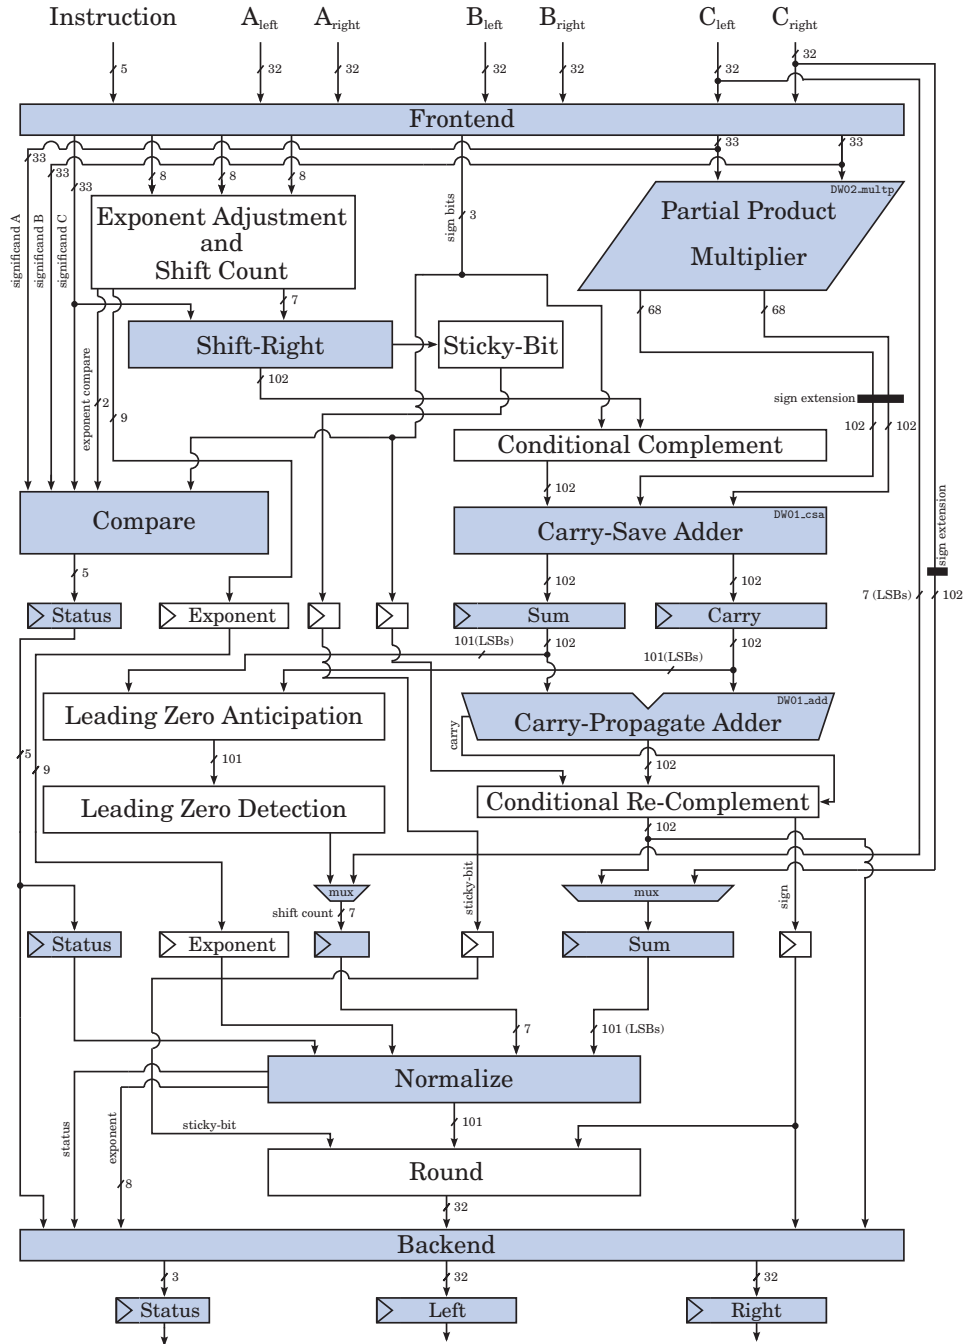 Instruction
A left
A right
B left
B right
C left
C right
5
32
32
32
32
32
32
Frontend
33
33
33
8
8
8
33
33
significand A
significand B
significand C
sign bits
3
DW02_multp
Exponent Adjustment
and
Shift Count
Partial Product
Multiplier
7
68
68
Shift-Right
Sticky-Bit
102
exponent compare
2
9
sign extension
102
102
Conditional Complement
102
Compare
DW01_csa
Carry-Save Adder
sign extension
5
102
102
7 (LSBs)
102
Status
Exponent
Sum
Carry
101(LSBs)
102
101(LSBs)
102
Leading Zero Anticipation
DW01_add
Carry-Propagate Adder
carry
5
9
101
102
Leading Zero Detection
Conditional Re-Complement
102
mux
mux
sticky-bit
sign
shift count
7
Status
Exponent
Sum
7
101 (LSBs)
Normalize
status
exponent
sticky-bit
101
Round
8
32
Backend
3
32
32
Status
Left
Right